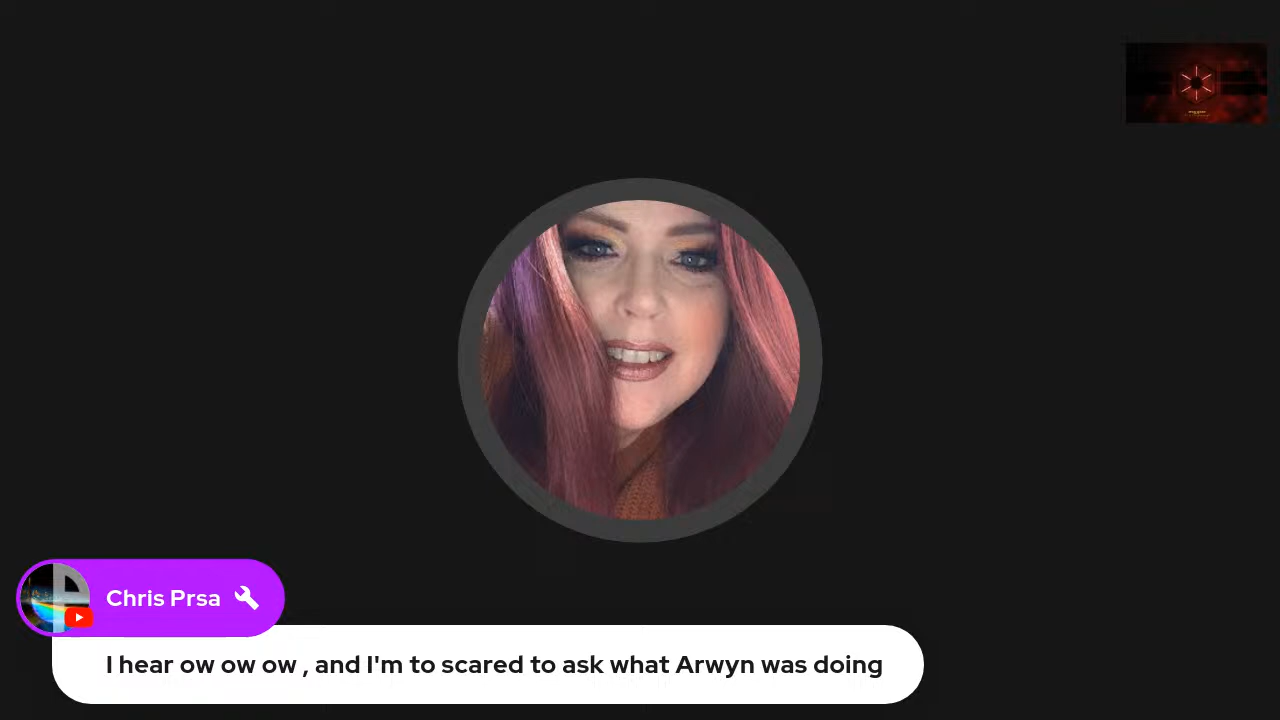 Chris Prsa
I hear ow ow ow , and I'm to scared to ask what Arwyn was doing